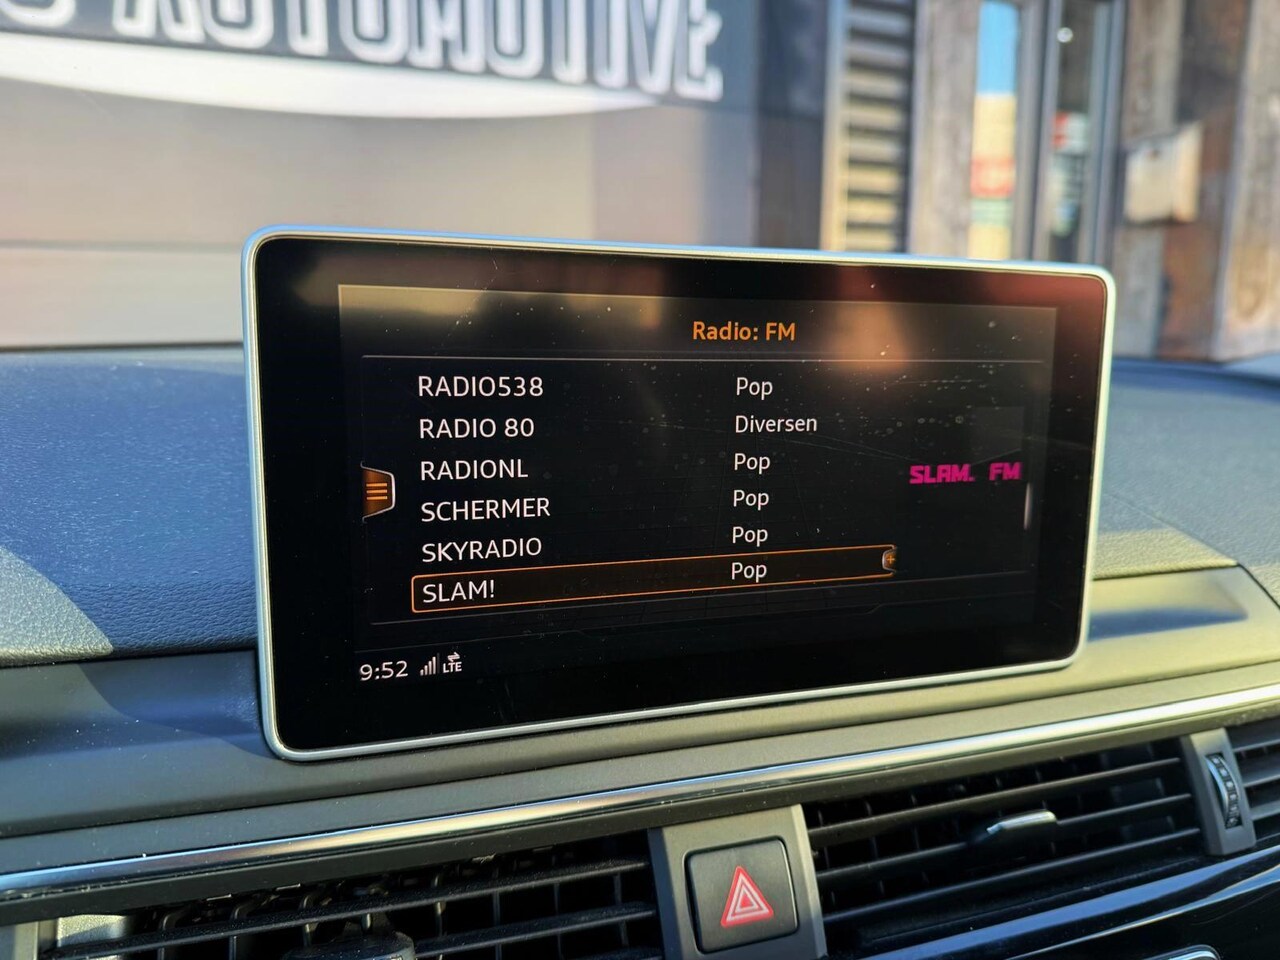 AUTOMOTIVE
Radio: FM
RADIO538 Pop
RADIO 80 Diversen
RADIONL Pop
SCHERMER Pop
SKYRADIO Pop
SLAM! Pop
SLAM. FM
9:52 LTE